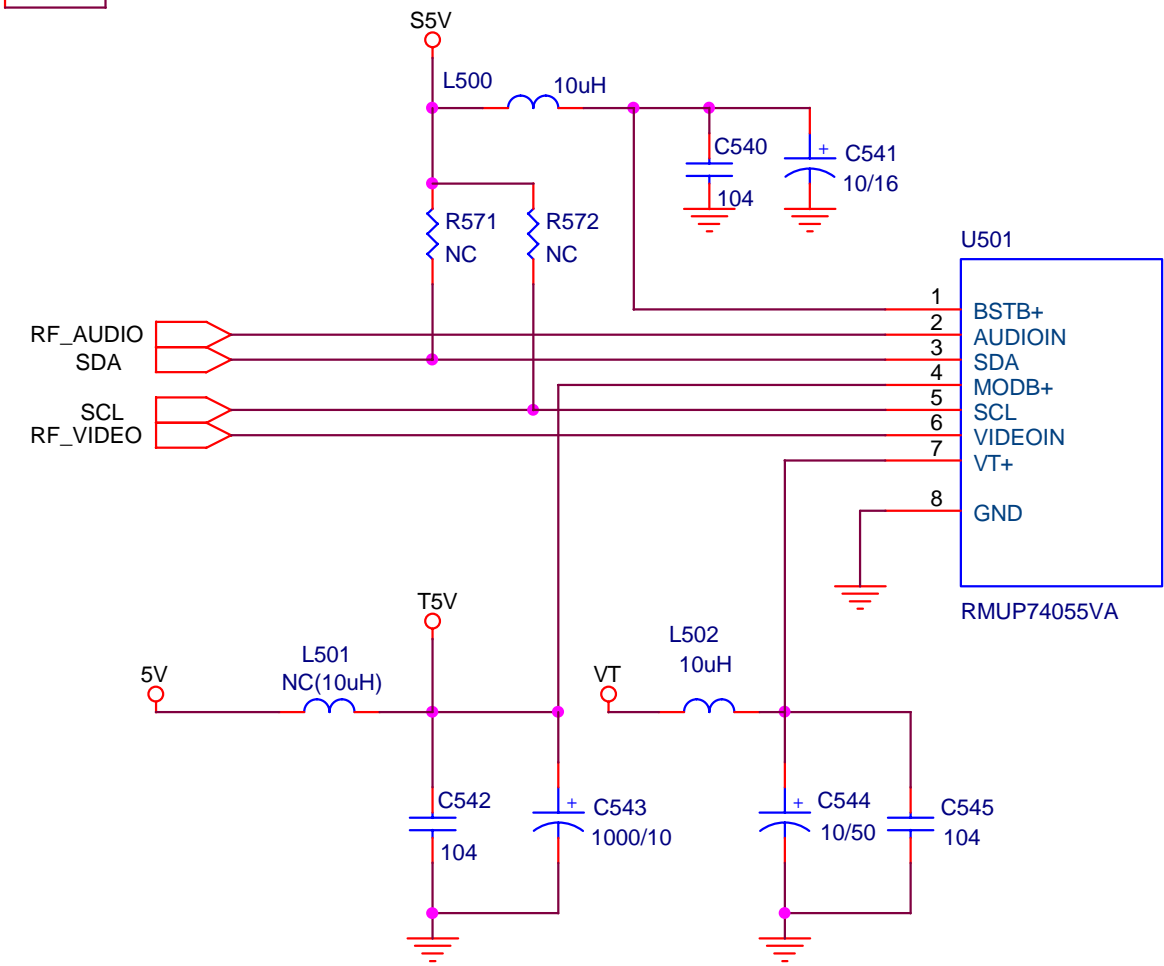 S5V
L500
10uH
C540
104
+
C541
10/16
R571
NC
R572
NC
U501
1
BSTB+
RF_AUDIO
2
AUDIOIN
SDA
3
SDA
4
MODB+
SCL
5
SCL
RF_VIDEO
6
VIDEOIN
7
VT+
8
GND
RMUP74055VA
T5V
5V
L501
NC(10uH)
VT
L502
10uH
C542
104
+
C543
1000/10
+
C544
10/50
C545
104